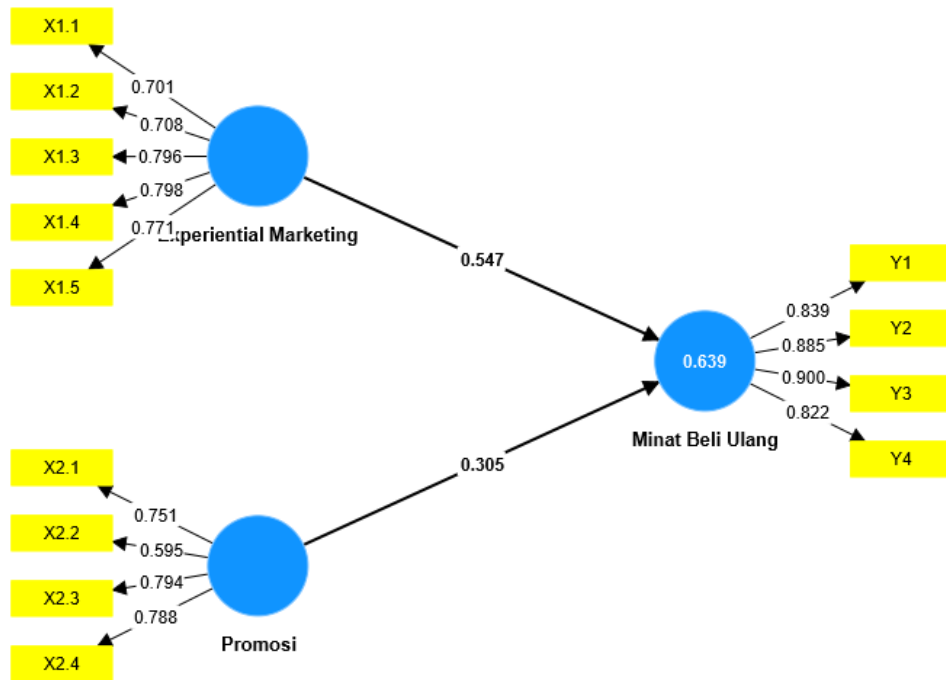 X1.1
0.701
X1.2
0.708
X1.3
0.796
X1.4
0.798
X1.5
0.771
Experiential Marketing
0.547
X2.1
0.751
X2.2
0.595
X2.3
0.794
X2.4
0.788
Promosi
0.305
0.639
Minat Beli Ulang
Y1
0.839
Y2
0.885
Y3
0.900
Y4
0.822